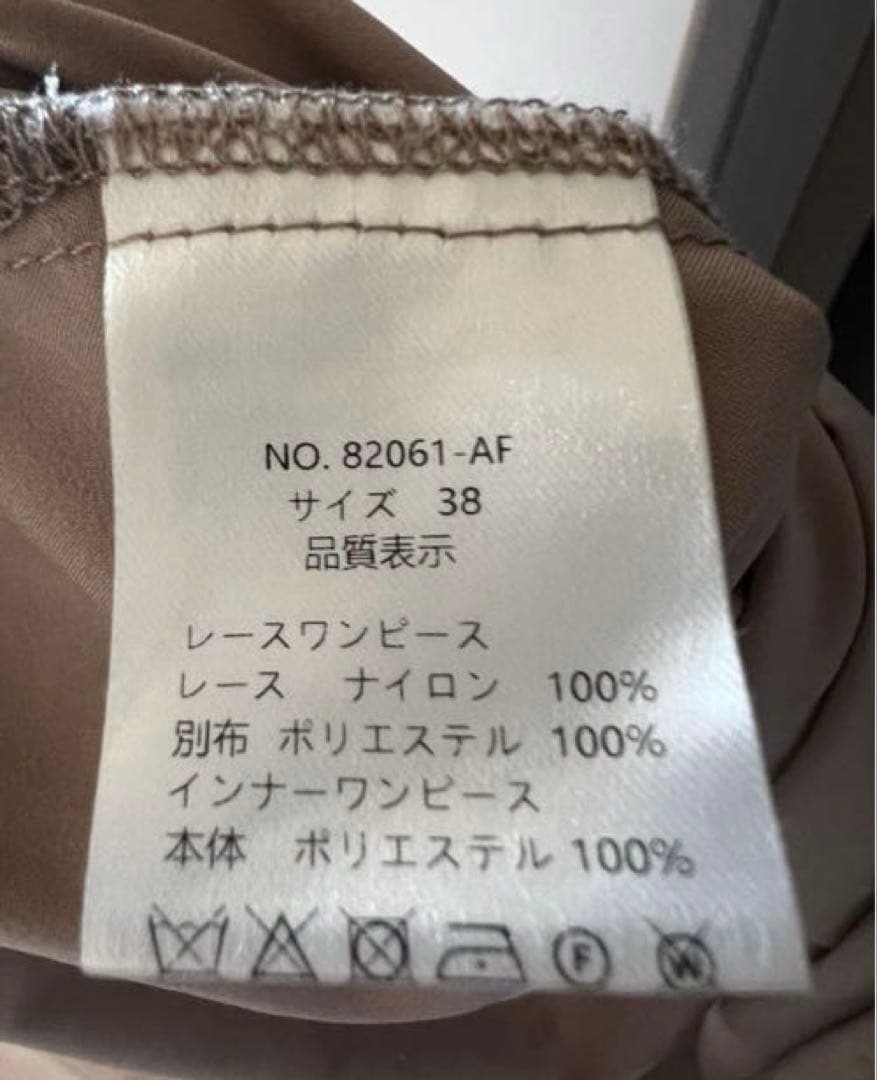 NO. 82061-AF
サイズ 38
品質表示
レースワンピース
レース ナイロン 100%
別布 ポリエステル 100%
インナーワンピース
本体 ポリエステル 100%
F W